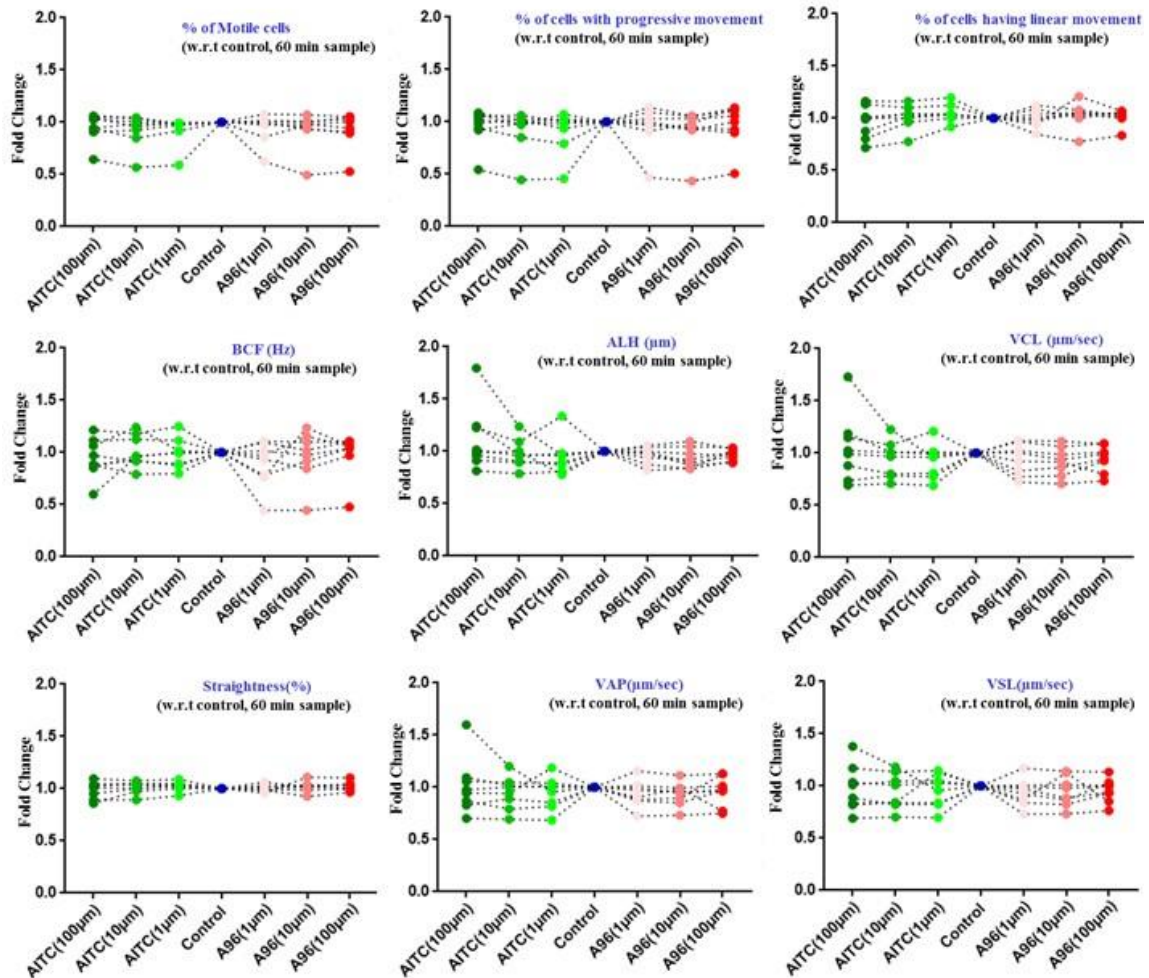 % of Motile cells
(w.r.t control, 60 min sample)
Fold Change
2.0
1.5
1.0
0.5
0.0
AITC(100µm)
AITC(10µm)
AITC(1µm)
Control
A96(1µm)
A96(10µm)
A96(100µm)
% of cells with progressive movement
(w.r.t control, 60 min sample)
Fold Change
2.0
1.5
1.0
0.5
0.0
AITC(100µm)
AITC(10µm)
AITC(1µm)
Control
A96(1µm)
A96(10µm)
A96(100µm)
% of cells having linear movement
(w.r.t control, 60 min sample)
Fold Change
2.0
1.5
1.0
0.5
0.0
AITC(100µm)
AITC(10µm)
AITC(1µm)
Control
A96(1µm)
A96(10µm)
A96(100µm)
BCF (Hz)
(w.r.t control, 60 min sample)
Fold Change
2.0
1.5
1.0
0.5
0.0
AITC(100µm)
AITC(10µm)
AITC(1µm)
Control
A96(1µm)
A96(10µm)
A96(100µm)
ALH (µm)
(w.r.t control, 60 min sample)
Fold Change
2.0
1.5
1.0
0.5
0.0
AITC(100µm)
AITC(10µm)
AITC(1µm)
Control
A96(1µm)
A96(10µm)
A96(100µm)
VCL (µm/sec)
(w.r.t control, 60 min sample)
Fold Change
2.0
1.5
1.0
0.5
0.0
AITC(100µm)
AITC(10µm)
AITC(1µm)
Control
A96(1µm)
A96(10µm)
A96(100µm)
Straightness(%)
(w.r.t control, 60 min sample)
Fold Change
2.0
1.5
1.0
0.5
0.0
AITC(100µm)
AITC(10µm)
AITC(1µm)
Control
A96(1µm)
A96(10µm)
A96(100µm)
VAP(µm/sec)
(w.r.t control, 60 min sample)
Fold Change
2.0
1.5
1.0
0.5
0.0
AITC(100µm)
AITC(10µm)
AITC(1µm)
Control
A96(1µm)
A96(10µm)
A96(100µm)
VSL(µm/sec)
(w.r.t control, 60 min sample)
Fold Change
2.0
1.5
1.0
0.5
0.0
AITC(100µm)
AITC(10µm)
AITC(1µm)
Control
A96(1µm)
A96(10µm)
A96(100µm)